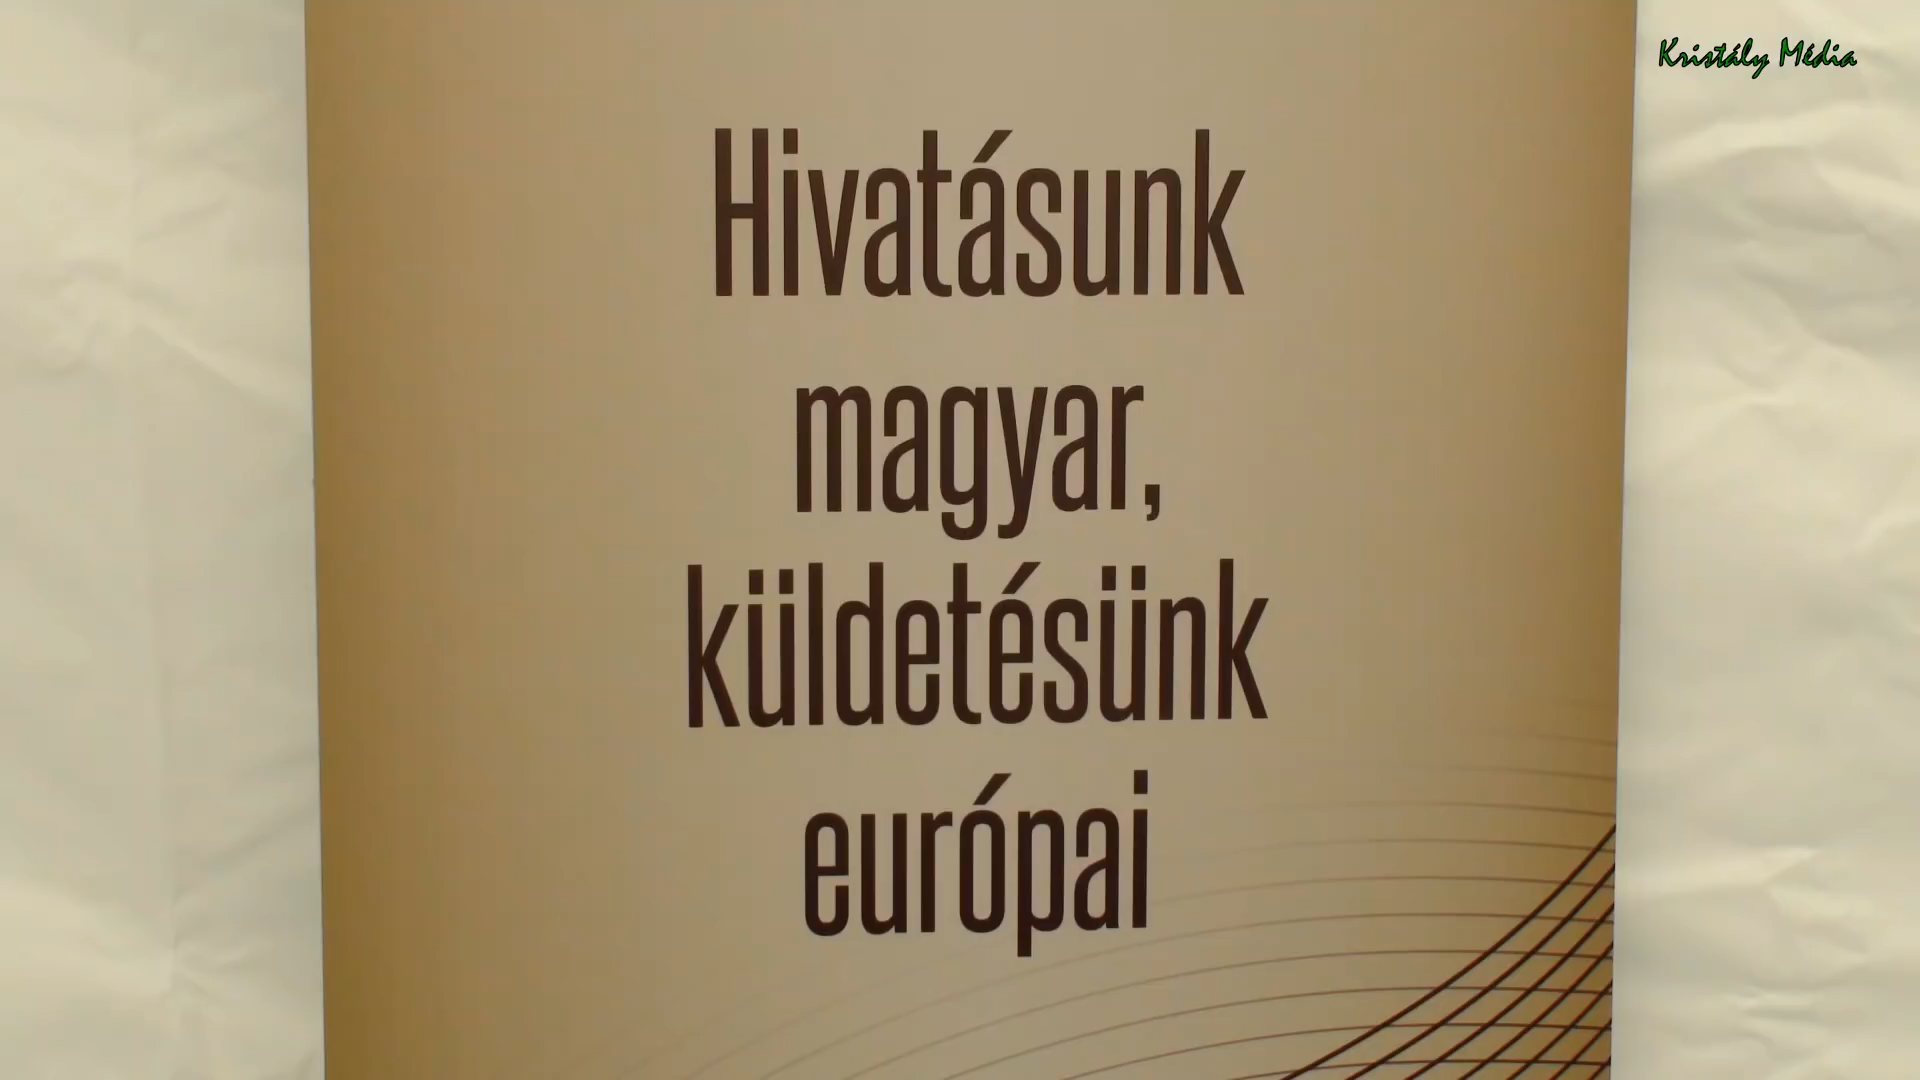 Kristály Média
Hivatásunk
magyar,
küldetésünk
európai